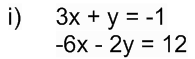 i) 3x + y = -1
-6x - 2y = 12